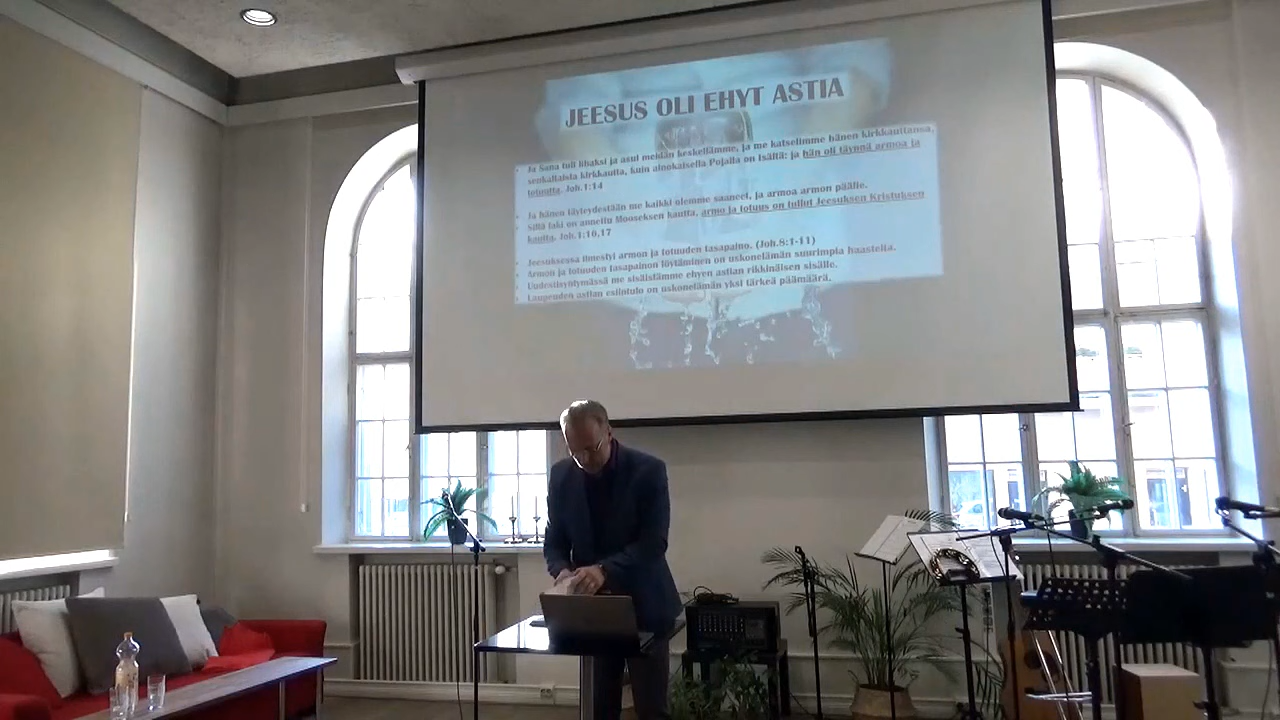 JEESUS OLI EHYT ASTIA
Ja Sana tuli lihaksi ja asui meidän keskellämme, ja me katselimme hänen kirkkauttansa,
senkaltaista kirkkautta, kuin ainokaisella Pojalla on Isältä; ja hän oli täynnä armoa ja
totuutta. Joh.1:14
Ja hänen täyteydestään me kaikki olemme saaneet, ja armoa armon päälle.
Sillä laki on annettu Mooseksen kautta, armo ja totuus on tullut Jeesuksen Kristuksen
kautta. Joh.1:16,17
Jeesuksessa ilmestyi armon ja totuuden tasapaino. (Joh.8:1-11)
Armon ja totuuden tasapainon löytäminen on uskonelämän suurimpia haasteita.
Uudestisyntymässä me sisäistämme ehyen astian rikkinäisen sisälle.
Laupeuden astian esiintulo on uskonelämän yksi tärkeä päämäärä.